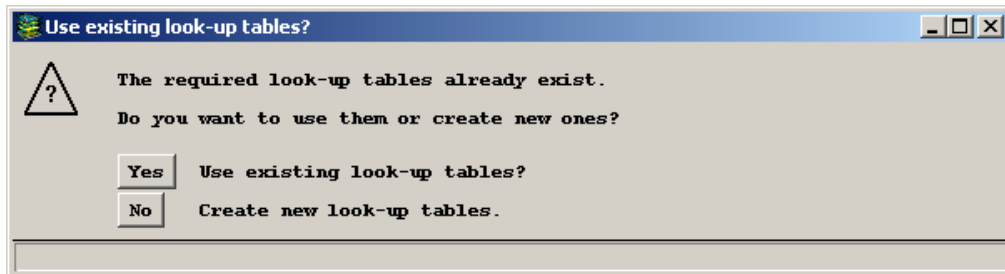 Use existing look-up tables?
?
The required look-up tables already exist.
Do you want to use them or create new ones?
Yes Use existing look-up tables?
No Create new look-up tables.